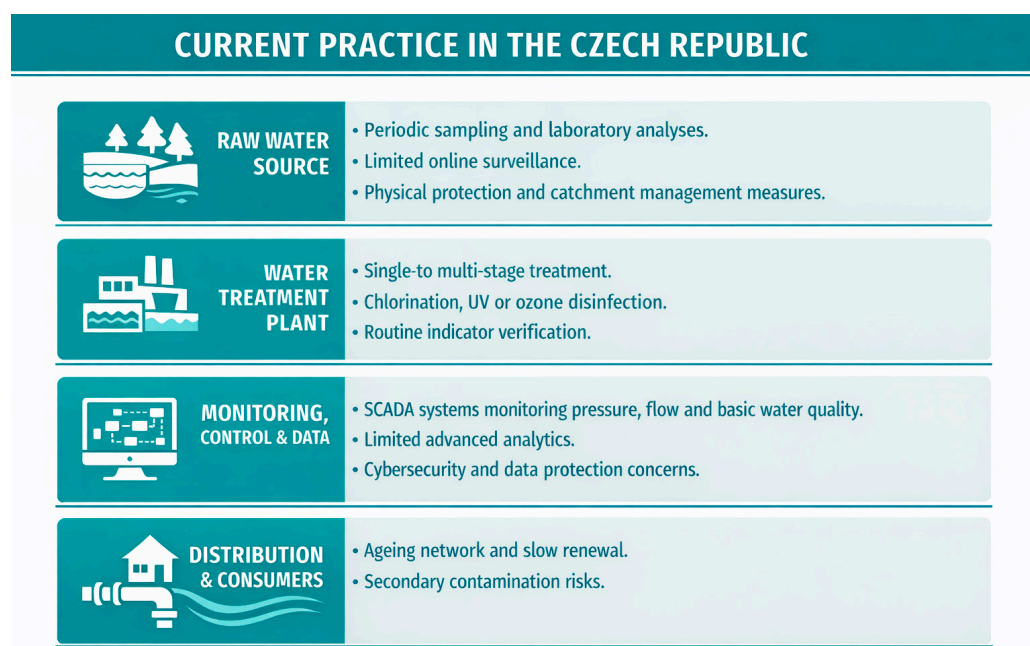 CURRENT PRACTICE IN THE CZECH REPUBLIC
RAW WATER
SOURCE
• Periodic sampling and laboratory analyses.
• Limited online surveillance.
• Physical protection and catchment management measures.
WATER
TREATMENT
PLANT
• Single-to multi-stage treatment.
• Chlorination, UV or ozone disinfection.
• Routine indicator verification.
MONITORING,
CONTROL & DATA
• SCADA systems monitoring pressure, flow and basic water quality.
• Limited advanced analytics.
• Cybersecurity and data protection concerns.
DISTRIBUTION
& CONSUMERS
• Ageing network and slow renewal.
• Secondary contamination risks.